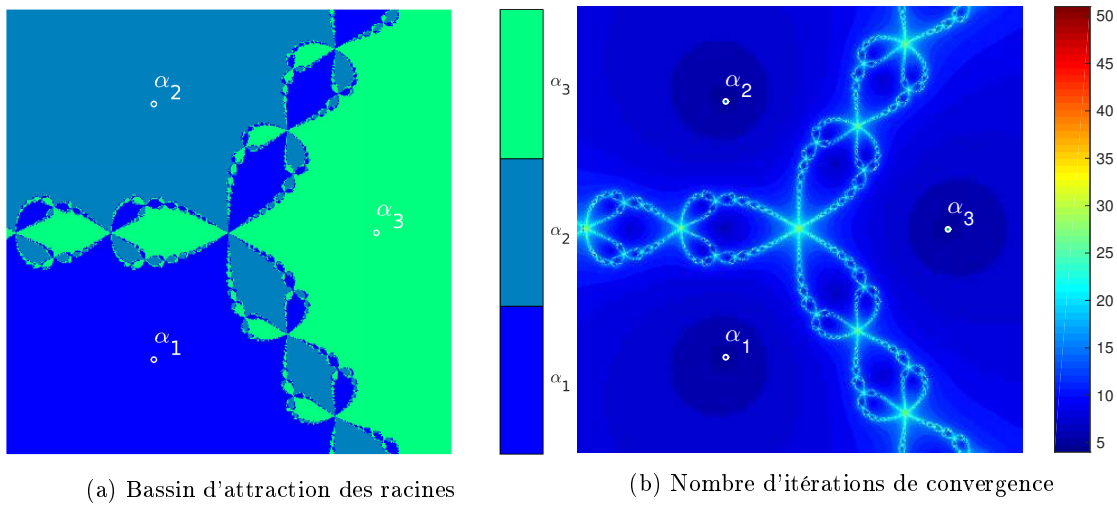 α2
α3
α1
α3
α2
α1
(a) Bassin d'attraction des racines
α2
α3
α1
50
45
40
35
30
25
20
15
10
5
(b) Nombre d'itérations de convergence